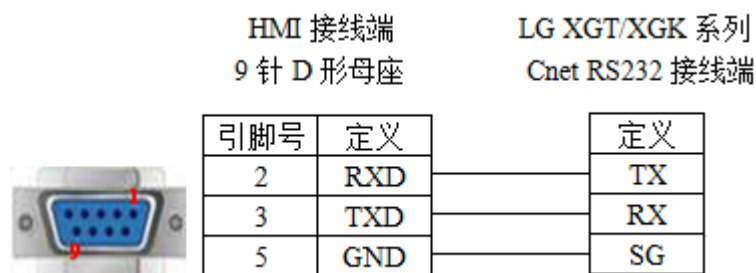 HMI 接线端 LG XGT/XGK 系列
9 针 D 形母座 Cnet RS232 接线端
引脚号 定义 定义
1
2 RXD TX
3 TXD RX
9
5 GND SG